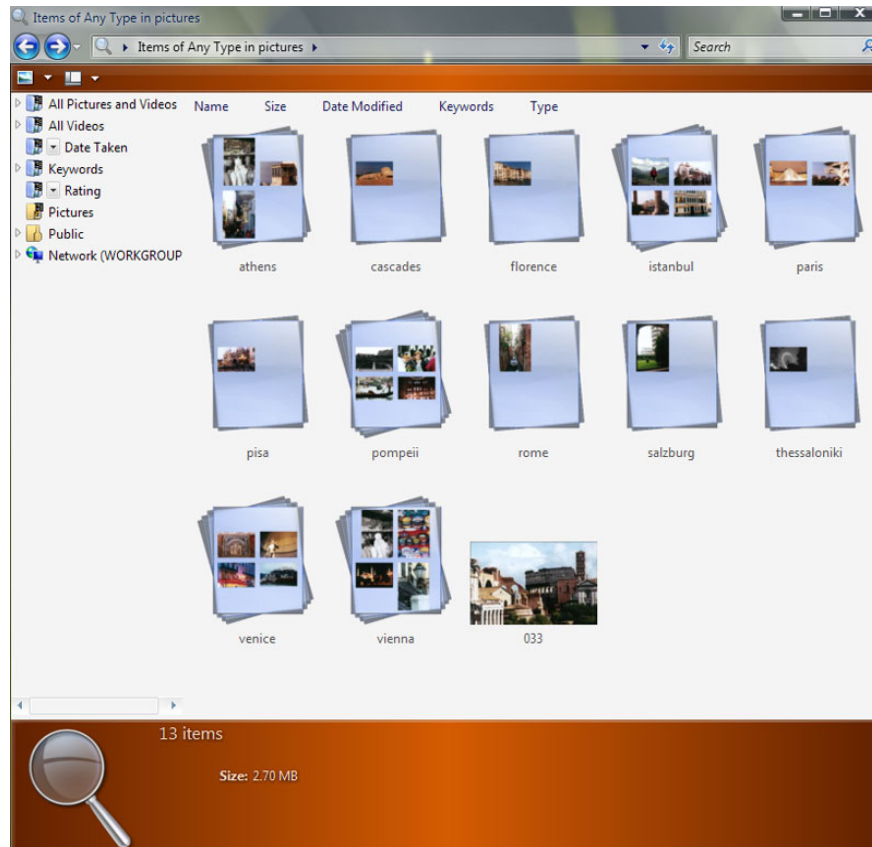 Items of Any Type in pictures
Items of Any Type in pictures
Search
All Pictures and Videos
All Videos
Date Taken
Keywords
Rating
Pictures
Public
Network (WORKGROUP
Name Size Date Modified Keywords Type
athens cascades florence istanbul paris
pisa pompeii rome salzburg thessaloniki
venice vienna 033
13 items
Size: 2.70 MB